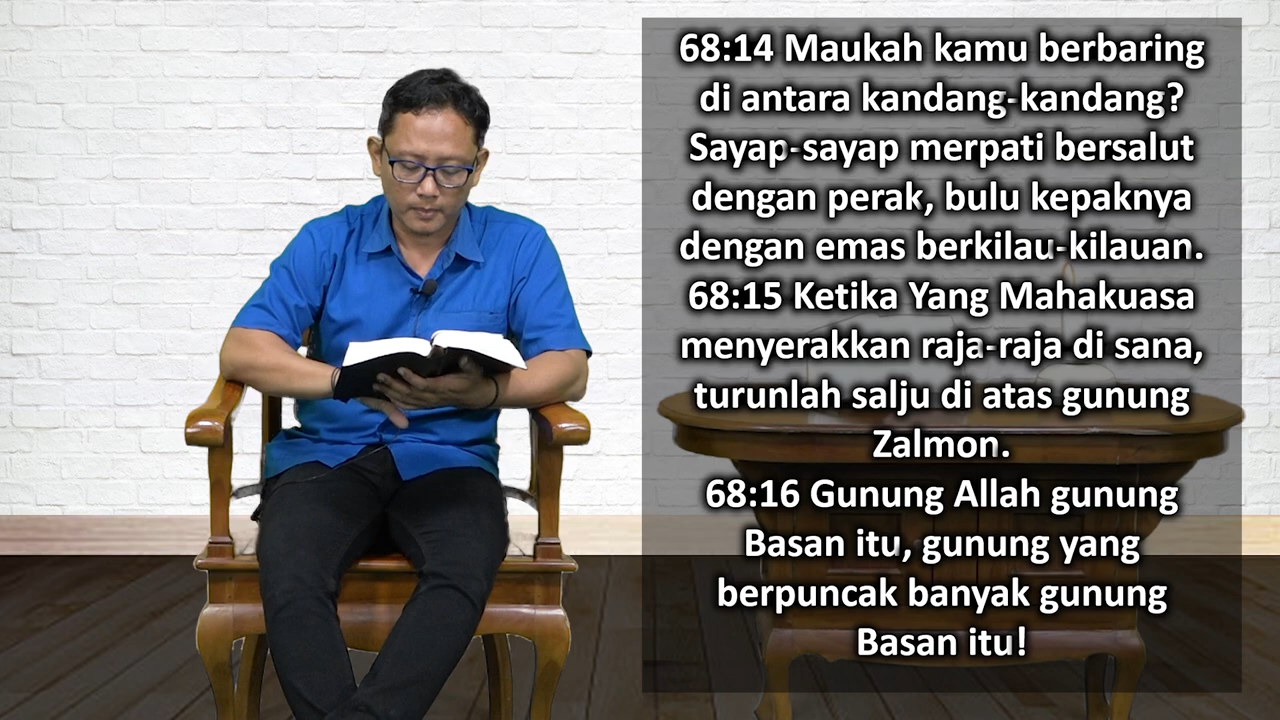 68:14 Maukah kamu berbaring
di antara kandang-kandang?
Sayap-sayap merpati bersalut
dengan perak, bulu kepaknya
dengan emas berkilau-kilauan.
68:15 Ketika Yang Mahakuasa
menyerakkan raja-raja di sana,
turunlah salju di atas gunung
Zalmon.
68:16 Gunung Allah gunung
Basan itu, gunung yang
berpuncak banyak gunung
Basan itu!